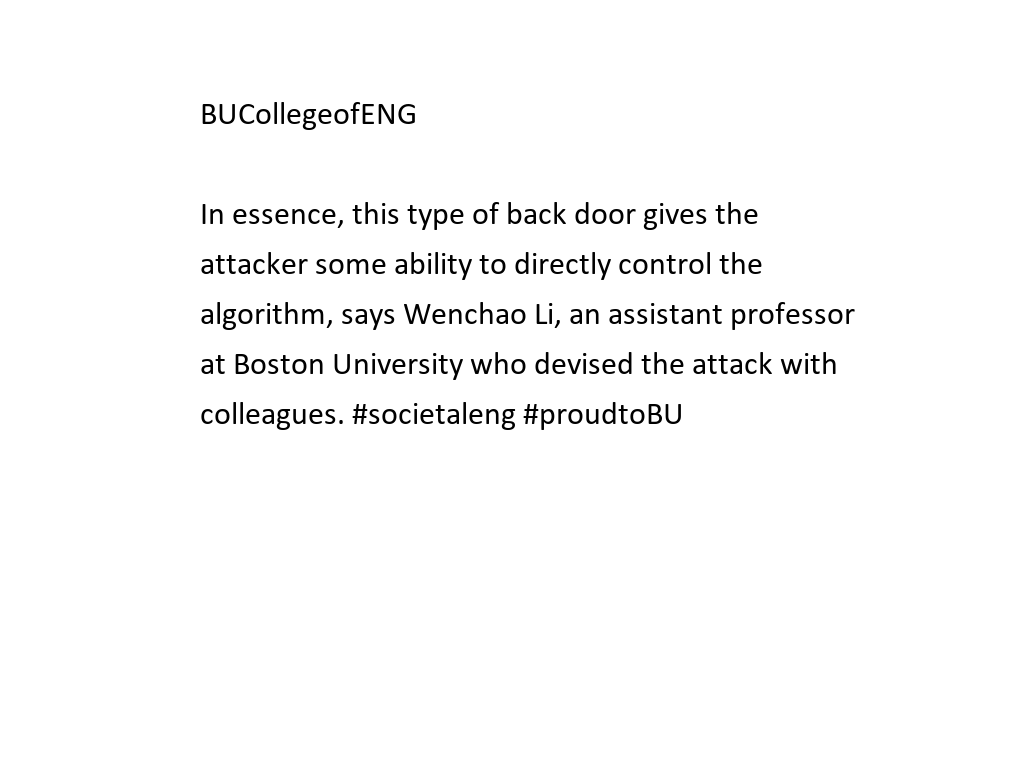 BUCollegeofENG
In essence, this type of back door gives the
attacker some ability to directly control the
algorithm, says Wenchao Li, an assistant professor
at Boston University who devised the attack with
colleagues. #societaleng #proudtoBU